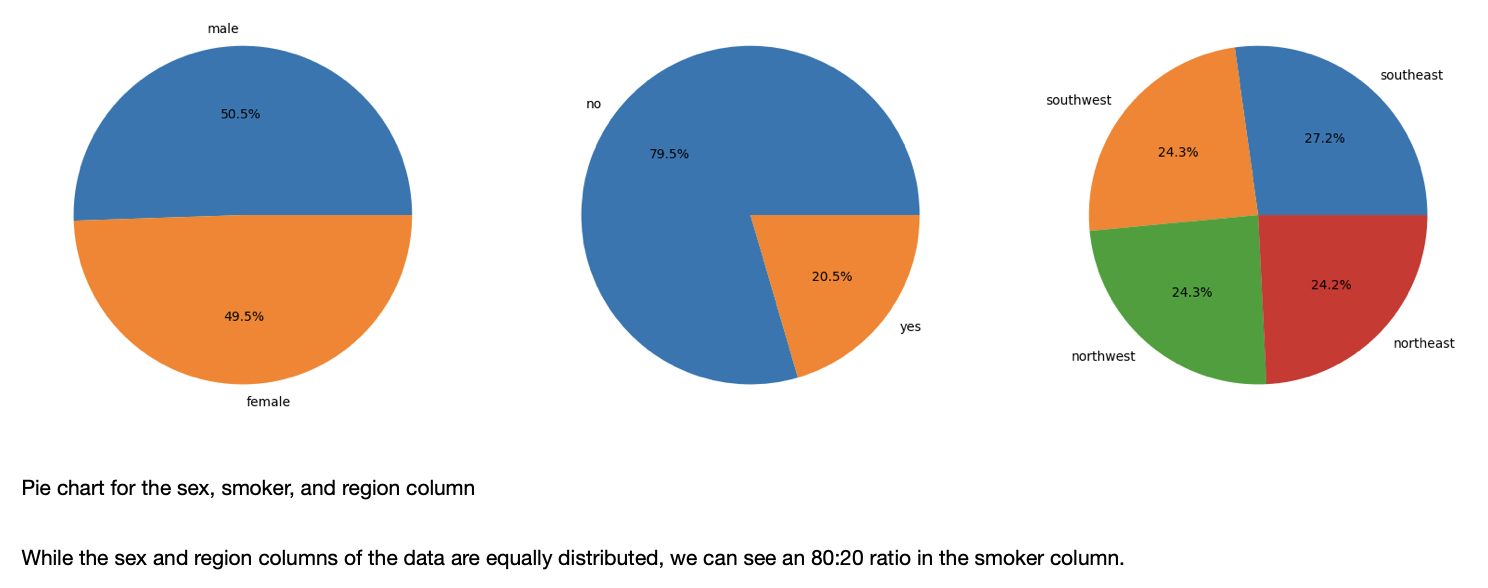 male
50.5%
49.5%
female
no
79.5%
20.5%
yes
southeast
southwest
27.2%
24.3%
24.3%
24.2%
northwest
northeast
Pie chart for the sex, smoker, and region column
While the sex and region columns of the data are equally distributed, we can see an 80:20 ratio in the smoker column.